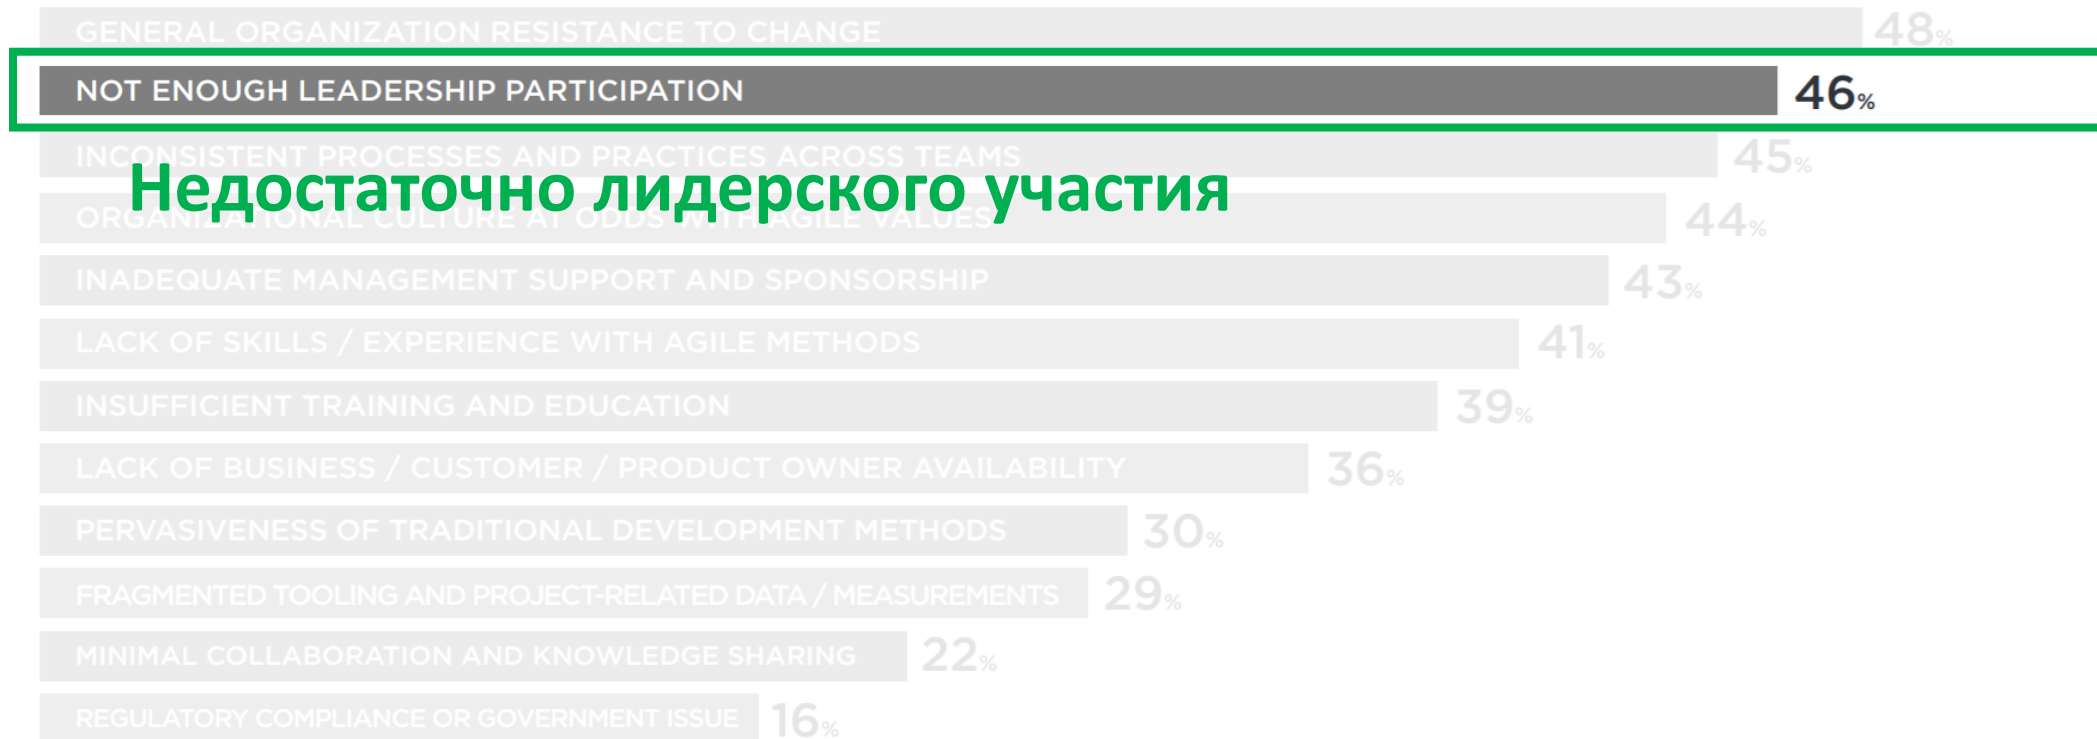 GENERAL ORGANIZATION RESISTANCE TO CHANGE 48%
NOT ENOUGH LEADERSHIP PARTICIPATION 46%
INCONSISTENT PROCESSES AND PRACTICES ACROSS TEAMS 45%
Недостаточно лидерского участия
ORGANIZATIONAL CULTURE AT ODDS WITH AGILE VALUES 44%
INADEQUATE MANAGEMENT SUPPORT AND SPONSORSHIP 43%
LACK OF SKILLS / EXPERIENCE WITH AGILE METHODS 41%
INSUFFICIENT TRAINING AND EDUCATION 39%
LACK OF BUSINESS / CUSTOMER / PRODUCT OWNER AVAILABILITY 36%
PERVASIVENESS OF TRADITIONAL DEVELOPMENT METHODS 30%
FRAGMENTED TOOLING AND PROJECT-RELATED DATA / MEASUREMENTS 29%
MINIMAL COLLABORATION AND KNOWLEDGE SHARING 22%
REGULATORY COMPLIANCE OR GOVERNMENT ISSUE 16%